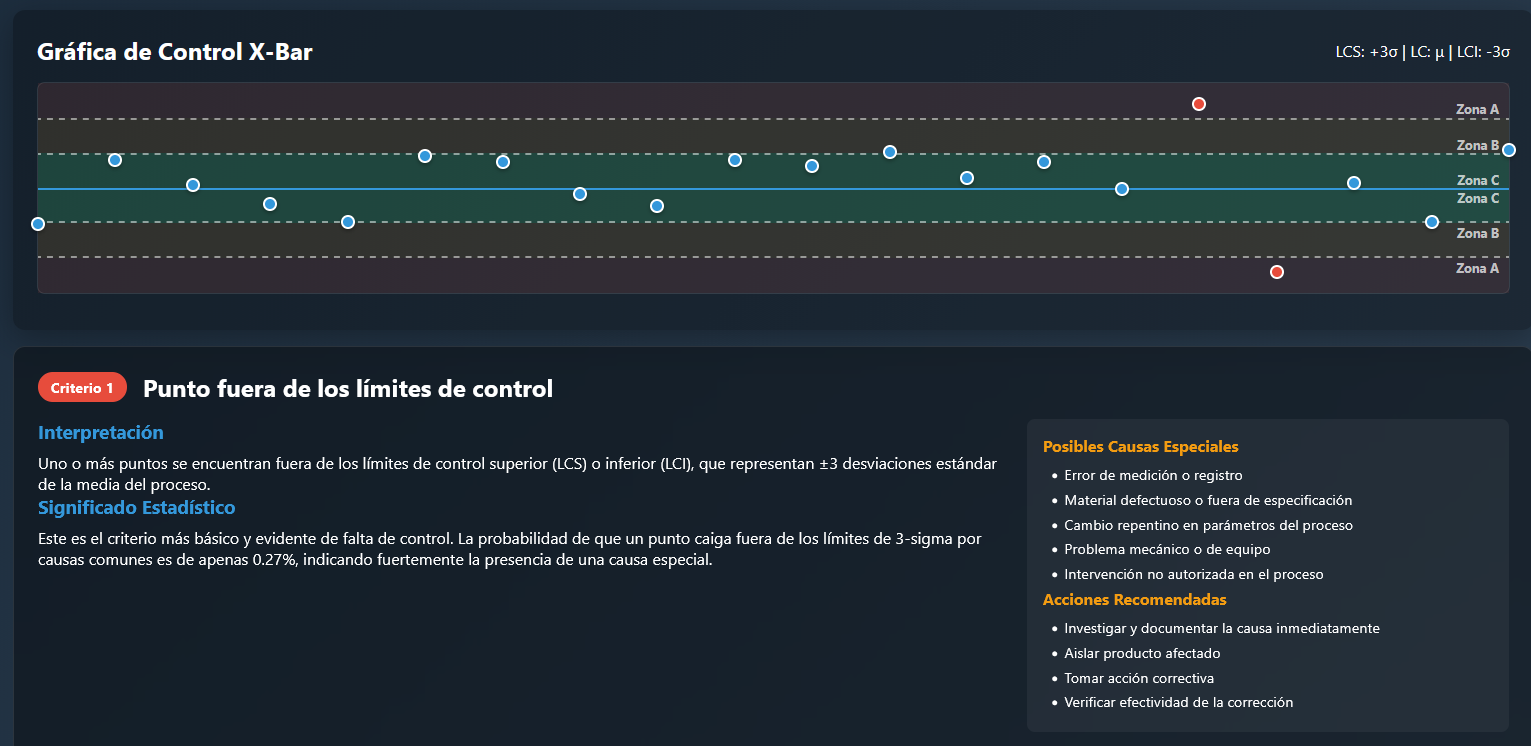 Gráfica de Control X-Bar
LCS: +3σ | LC: μ | LCI: -3σ
Zona A
Zona B
Zona C
Zona C
Zona B
Zona A
Criterio 1
Punto fuera de los límites de control
Interpretación
Uno o más puntos se encuentran fuera de los límites de control superior (LCS) o inferior (LCI), que representan ±3 desviaciones estándar
de la media del proceso.
Significado Estadístico
Este es el criterio más básico y evidente de falta de control. La probabilidad de que un punto caiga fuera de los límites de 3-sigma por
causas comunes es de apenas 0.27%, indicando fuertemente la presencia de una causa especial.
Posibles Causas Especiales
• Error de medición o registro
• Material defectuoso o fuera de especificación
• Cambio repentino en parámetros del proceso
• Problema mecánico o de equipo
• Intervención no autorizada en el proceso
Acciones Recomendadas
• Investigar y documentar la causa inmediatamente
• Aislar producto afectado
• Tomar acción correctiva
• Verificar efectividad de la corrección